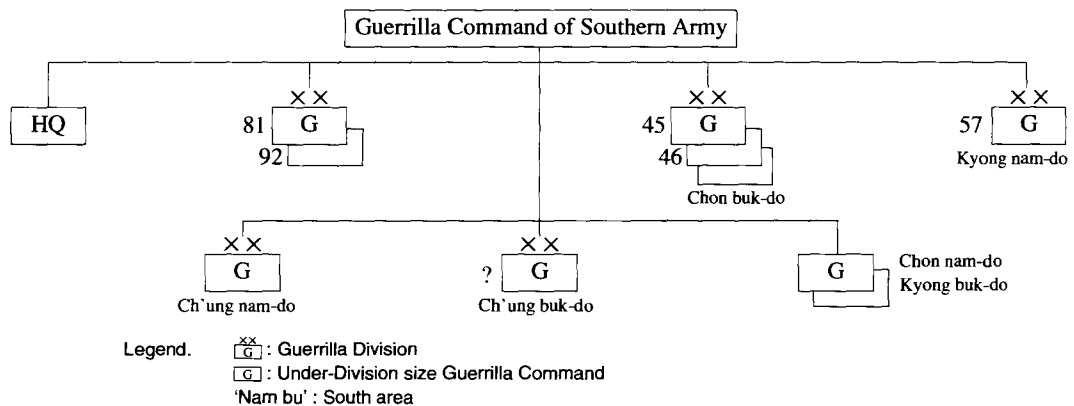 Guerrilla Command of Southern Army
×× ×× ××
HQ 81 G 45 G 57 G
92 46 Kyong nam-do
Chon buk-do
×× ××
G ? G G Chon nam-do
Kyong buk-do
Ch'ung nam-do Ch'ung buk-do
Legend. ×× G : Guerrilla Division
G : Under-Division size Guerrilla Command
'Nam bu' : South area